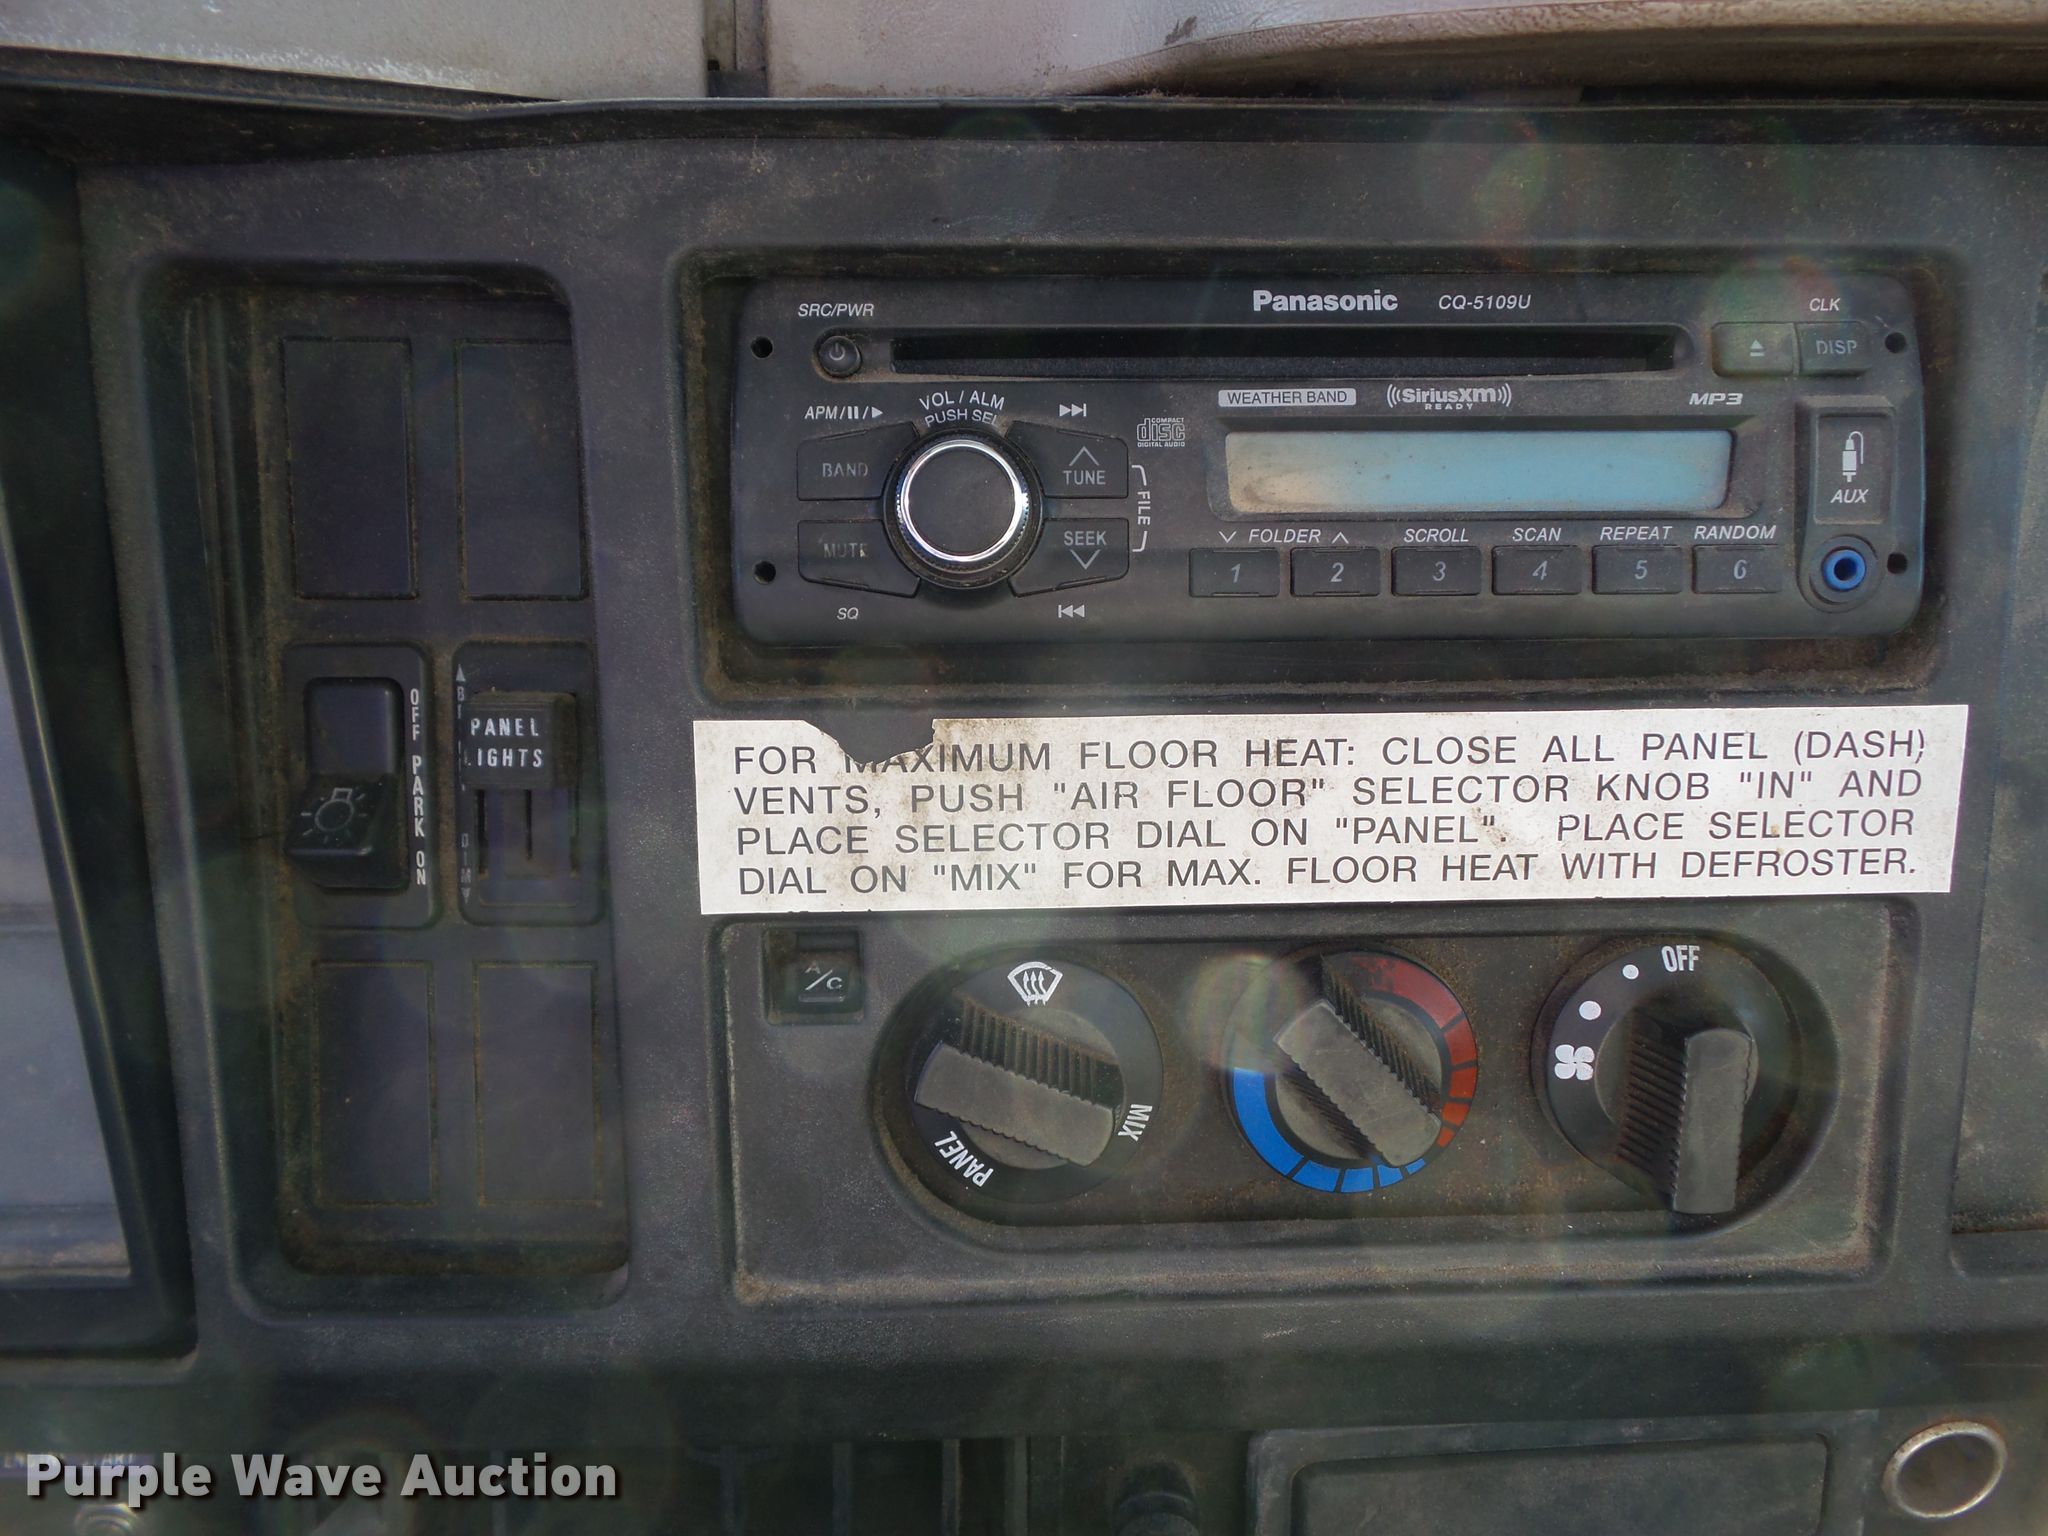 Panasonic CQ-5109U
CLK
SRC/PWR
DISP
WEATHER BAND
((SiriusXM))
READY
MP3
APM/II/▶
VOL / ALM
PUSH SEL
COMPACT
disc
DIGITAL AUDIO
BAND
TUNE
FILE
AUX
MUTE
SEEK
FOLDER
SCROLL
SCAN
REPEAT
RANDOM
1
2
3
4
5
6
SQ
OFF PARK ON
PANEL
LIGHTS
DIM
FOR MAXIMUM FLOOR HEAT: CLOSE ALL PANEL (DASH)
VENTS, PUSH "AIR FLOOR" SELECTOR KNOB "IN" AND
PLACE SELECTOR DIAL ON "PANEL". PLACE SELECTOR
DIAL ON "MIX" FOR MAX. FLOOR HEAT WITH DEFROSTER.
A/C
MIX
PANEL
OFF
Purple Wave Auction